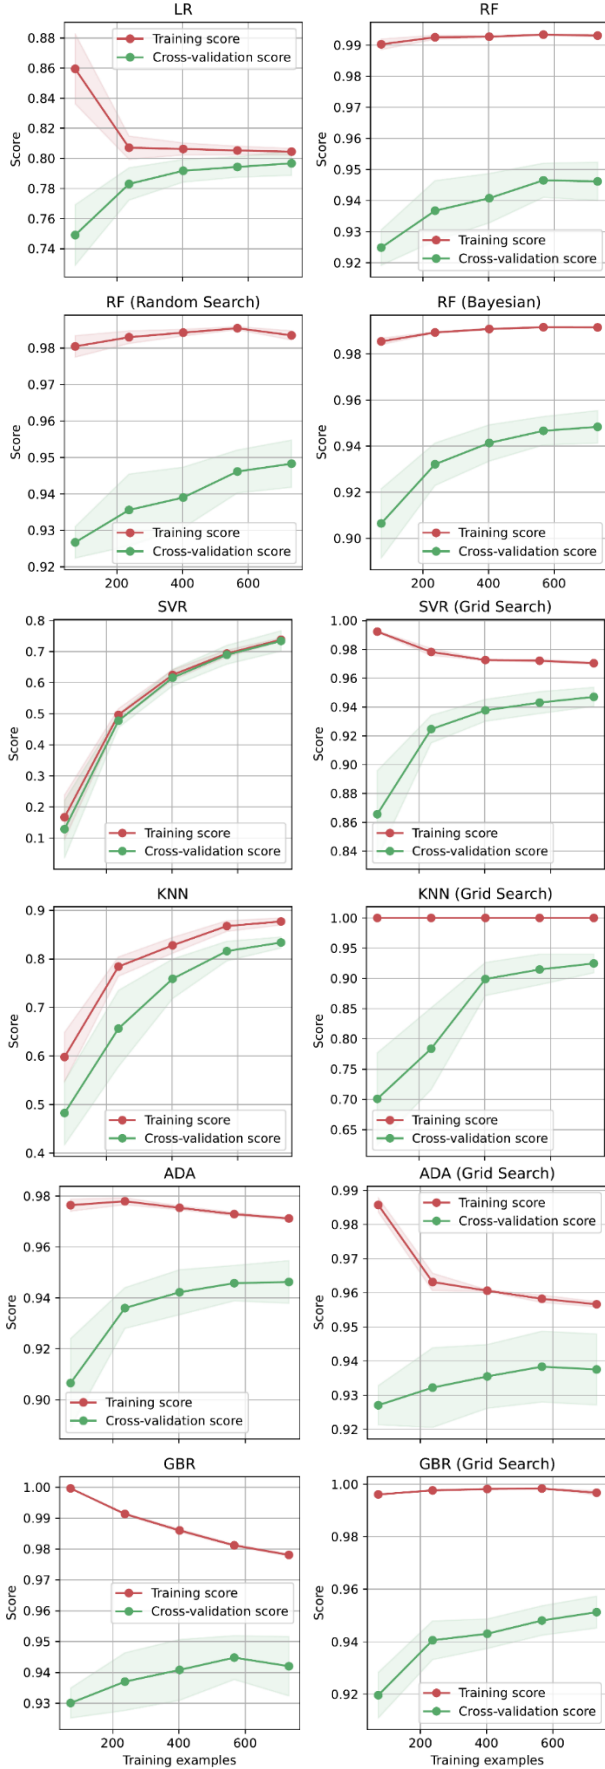 LR
0.88
0.86
0.84
0.82
0.80
0.78
0.76
0.74
Score
Training score
Cross-validation score
RF
0.99
0.98
0.97
0.96
0.95
0.94
0.93
0.92
Score
Training score
Cross-validation score
RF (Random Search)
0.98
0.97
0.96
0.95
0.94
0.93
0.92
Score
Training score
Cross-validation score
200 400 600
RF (Bayesian)
0.98
0.96
0.94
0.92
0.90
Score
Training score
Cross-validation score
200 400 600
SVR
0.8
0.7
0.6
0.5
0.4
0.3
0.2
0.1
Score
Training score
Cross-validation score
SVR (Grid Search)
1.00
0.98
0.96
0.94
0.92
0.90
0.88
0.86
0.84
Score
Training score
Cross-validation score
KNN
0.9
0.8
0.7
0.6
0.5
0.4
Score
Training score
Cross-validation score
KNN (Grid Search)
1.00
0.95
0.90
0.85
0.80
0.75
0.70
0.65
Score
Training score
Cross-validation score
ADA
0.98
0.96
0.94
0.92
0.90
Score
Training score
Cross-validation score
ADA (Grid Search)
0.99
0.98
0.97
0.96
0.95
0.94
0.93
0.92
Score
Training score
Cross-validation score
GBR
1.00
0.99
0.98
0.97
0.96
0.95
0.94
0.93
Score
Training score
Cross-validation score
200 400 600
Training examples
GBR (Grid Search)
1.00
0.98
0.96
0.94
0.92
Score
Training score
Cross-validation score
200 400 600
Training examples